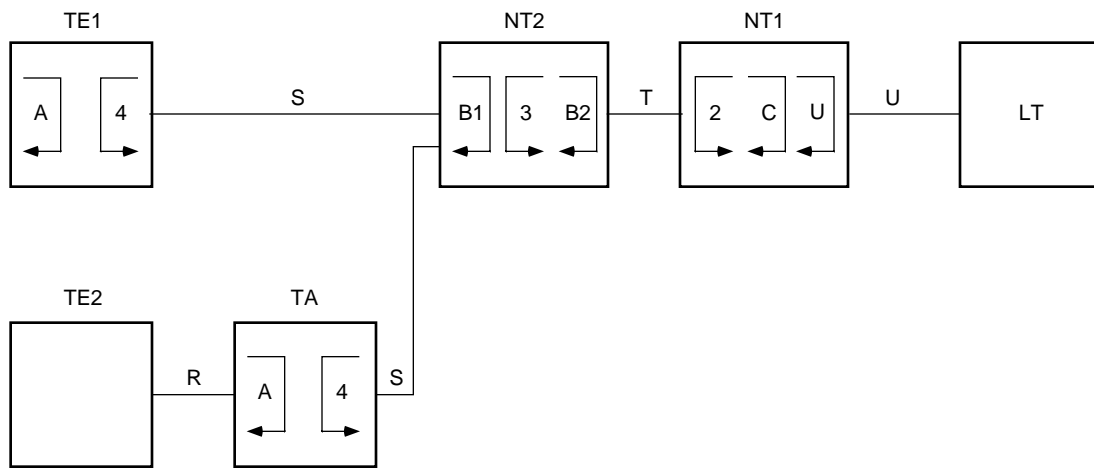 TE1 NT2 NT1
S T U
A 4 B1 3 B2 2 C U LT
TE2 TA
R S
A 4